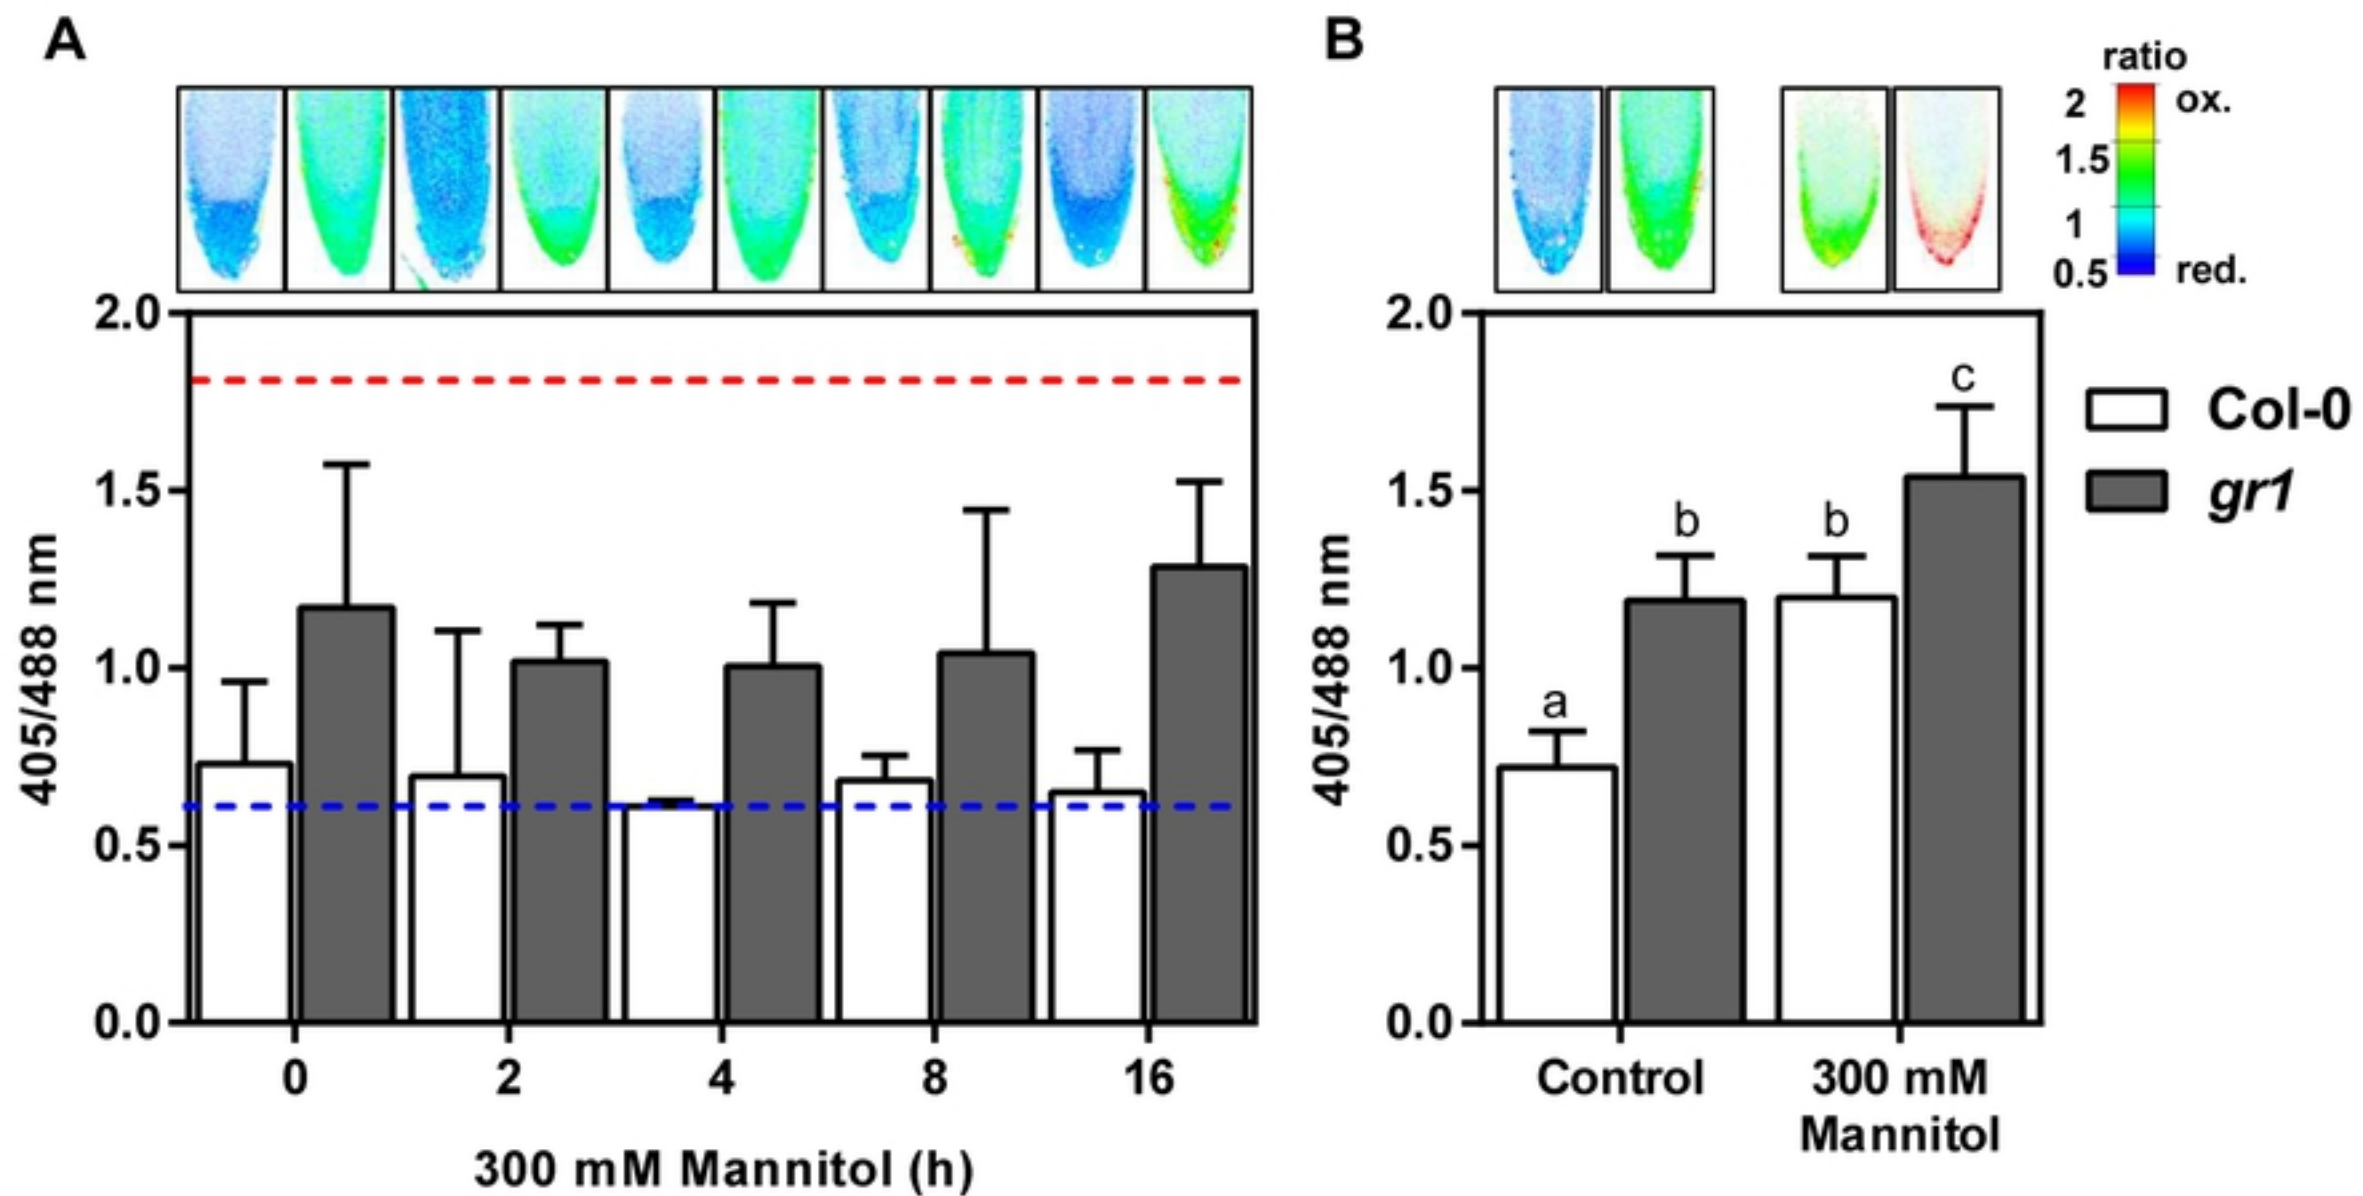 A
B
ratio
2 ox.
1.5
1
0.5 red.
2.0
1.5
1.0
0.5
0.0
405/488 nm
0 2 4 8 16
300 mM Mannitol (h)
2.0
1.5
1.0
0.5
0.0
405/488 nm
a
b
b
c
Control
300 mM
Mannitol
Col-0
gr1